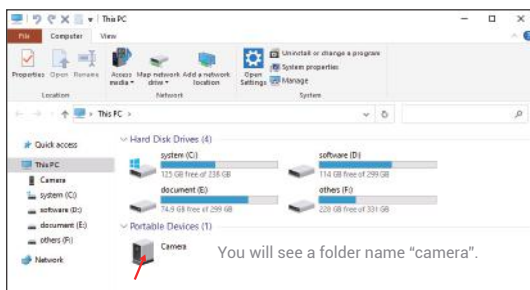 This PC
File Computer View
Properties Open Rename Access media Map network drive Add a network location Open Settings Uninstall or change a program
System properties
Manage
Location Network System
This PC
Quick access
This PC
Camera
system (C:)
software (D:)
document (E:)
others (F:)
Network
Hard Disk Drives (4)
system (C:)
125 GB free of 238 GB
software (D:)
114 GB free of 299 GB
document (E:)
74.9 GB free of 299 GB
others (F:)
220 GB free of 331 GB
Portable Devices (1)
Camera
You will see a folder name “camera”.